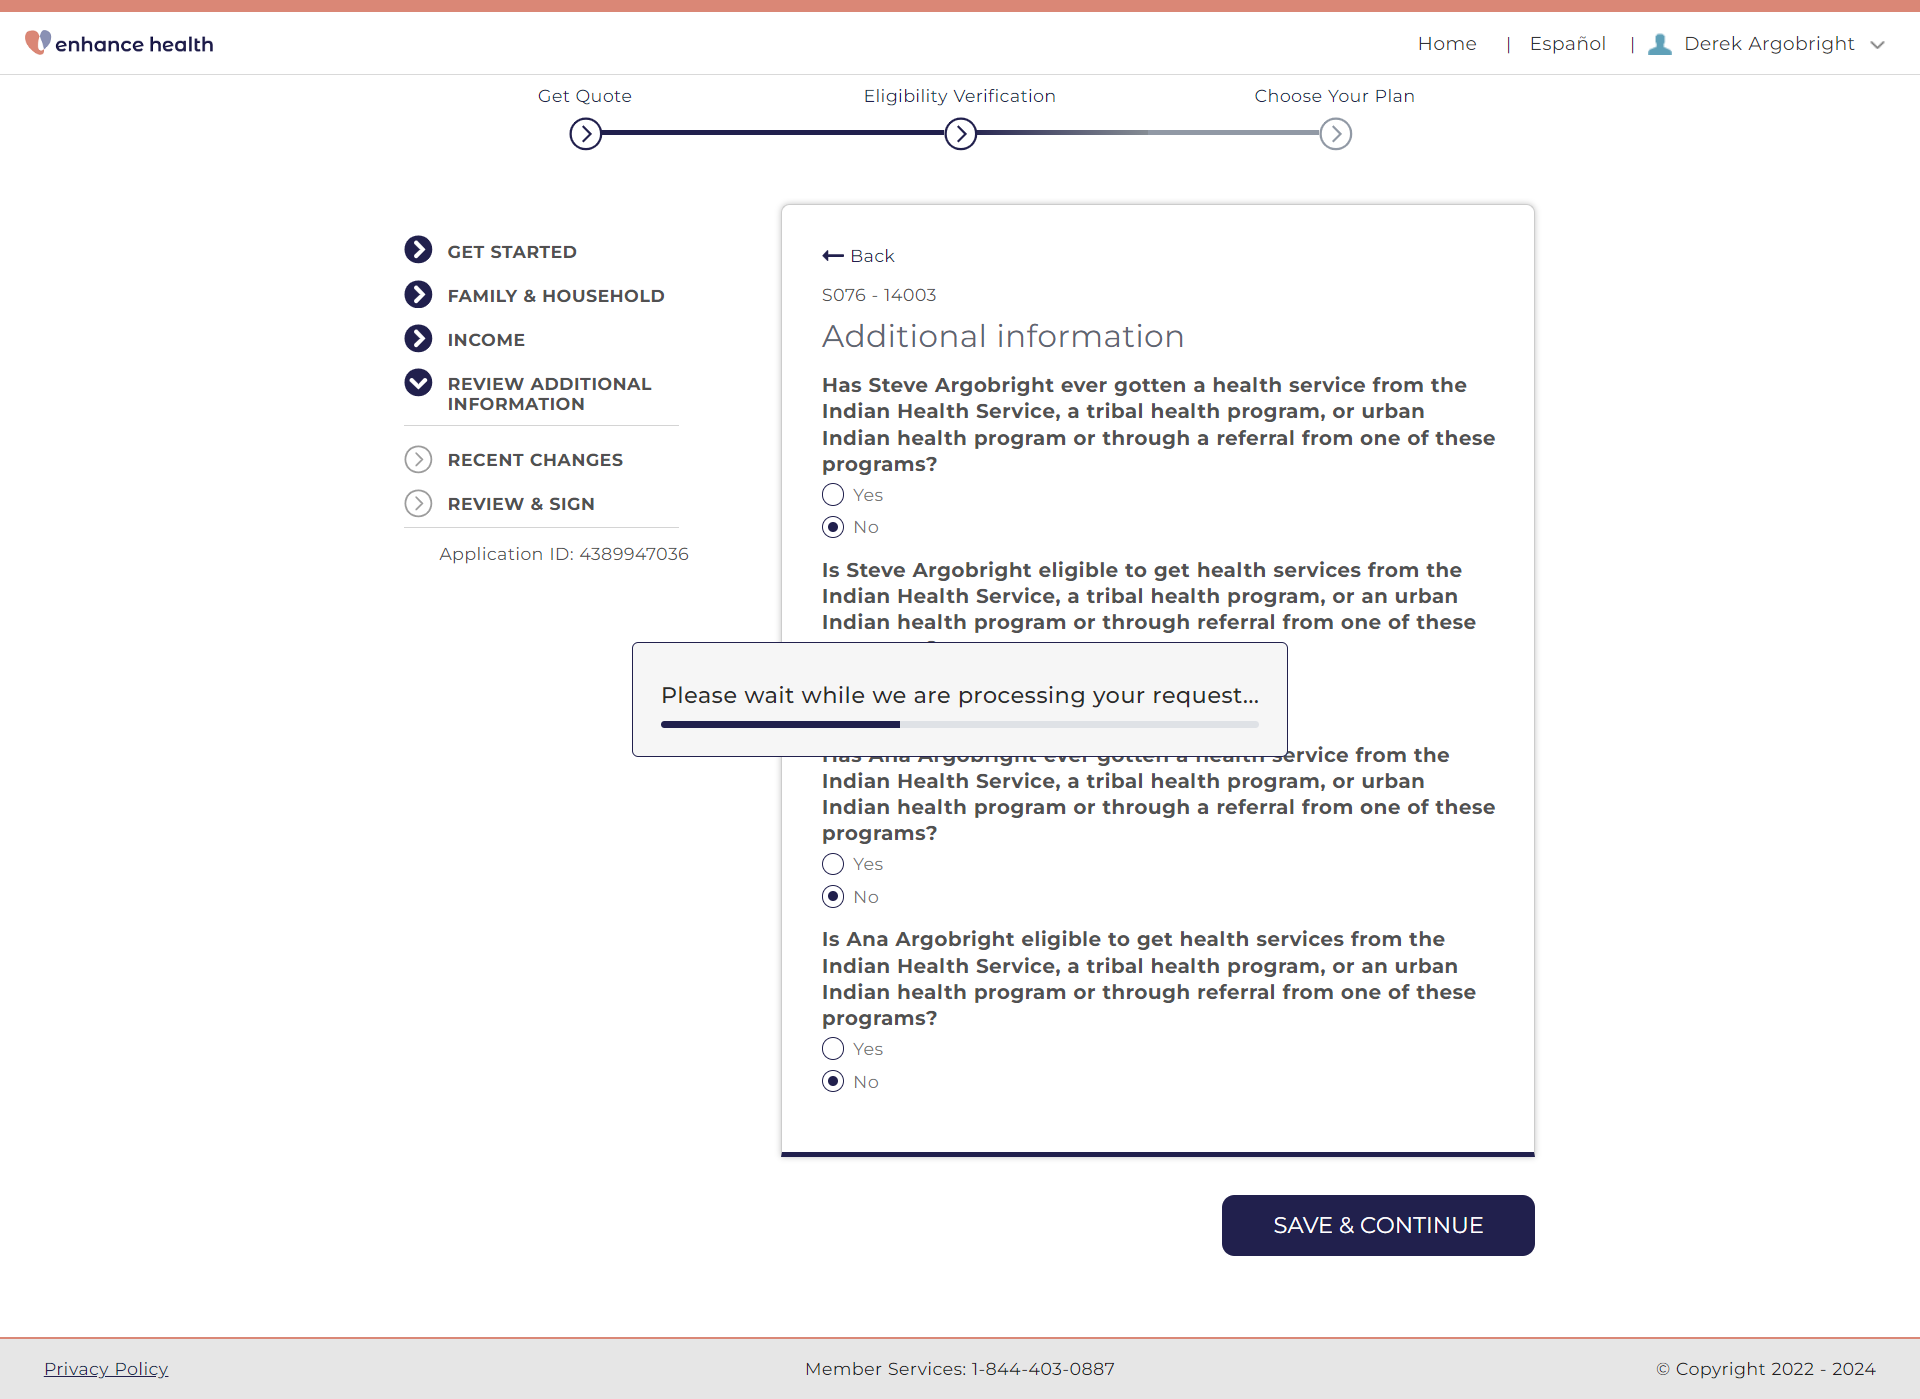 enhance health
Home | Español | Derek Argobright
Get Quote
Eligibility Verification
Choose Your Plan
GET STARTED
FAMILY & HOUSEHOLD
INCOME
REVIEW ADDITIONAL
INFORMATION
RECENT CHANGES
REVIEW & SIGN
Application ID: 4389947036
Back
S076 - 14003
Additional information
Has Steve Argobright ever gotten a health service from the
Indian Health Service, a tribal health program, or urban
Indian health program or through a referral from one of these
programs?
Yes
No
Is Steve Argobright eligible to get health services from the
Indian Health Service, a tribal health program, or an urban
Indian health program or through referral from one of these
Please wait while we are processing your request...
Has Ana Argobright ever gotten a health service from the
Indian Health Service, a tribal health program, or urban
Indian health program or through a referral from one of these
programs?
Yes
No
Is Ana Argobright eligible to get health services from the
Indian Health Service, a tribal health program, or an urban
Indian health program or through referral from one of these
programs?
Yes
No
SAVE & CONTINUE
Privacy Policy
Member Services: 1-844-403-0887
© Copyright 2022 - 2024